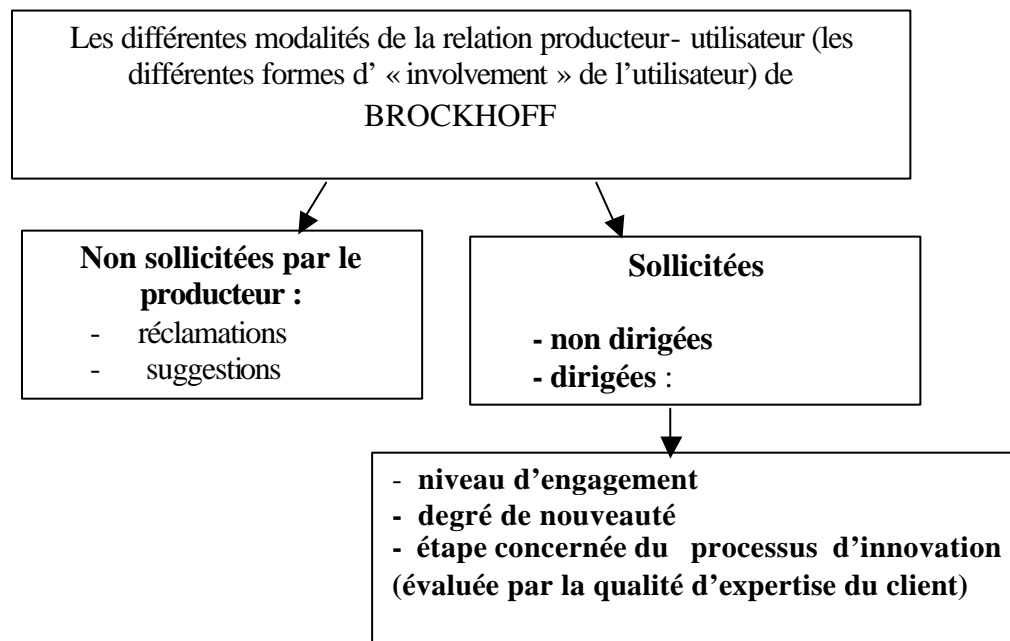 Les différentes modalités de la relation producteur- utilisateur (les
différentes formes d' « involvement » de l'utilisateur) de
BROCKHOFF
Non sollicitées par le
producteur :
- réclamations
- suggestions
Sollicitées
- non dirigées
- dirigées :
- niveau d'engagement
- degré de nouveauté
- étape concernée du processus d'innovation
(évaluée par la qualité d'expertise du client)